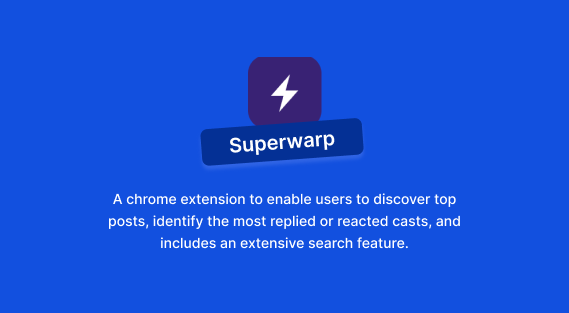 Superwarp
A chrome extension to enable users to discover top
posts, identify the most replied or reacted casts, and
includes an extensive search feature.